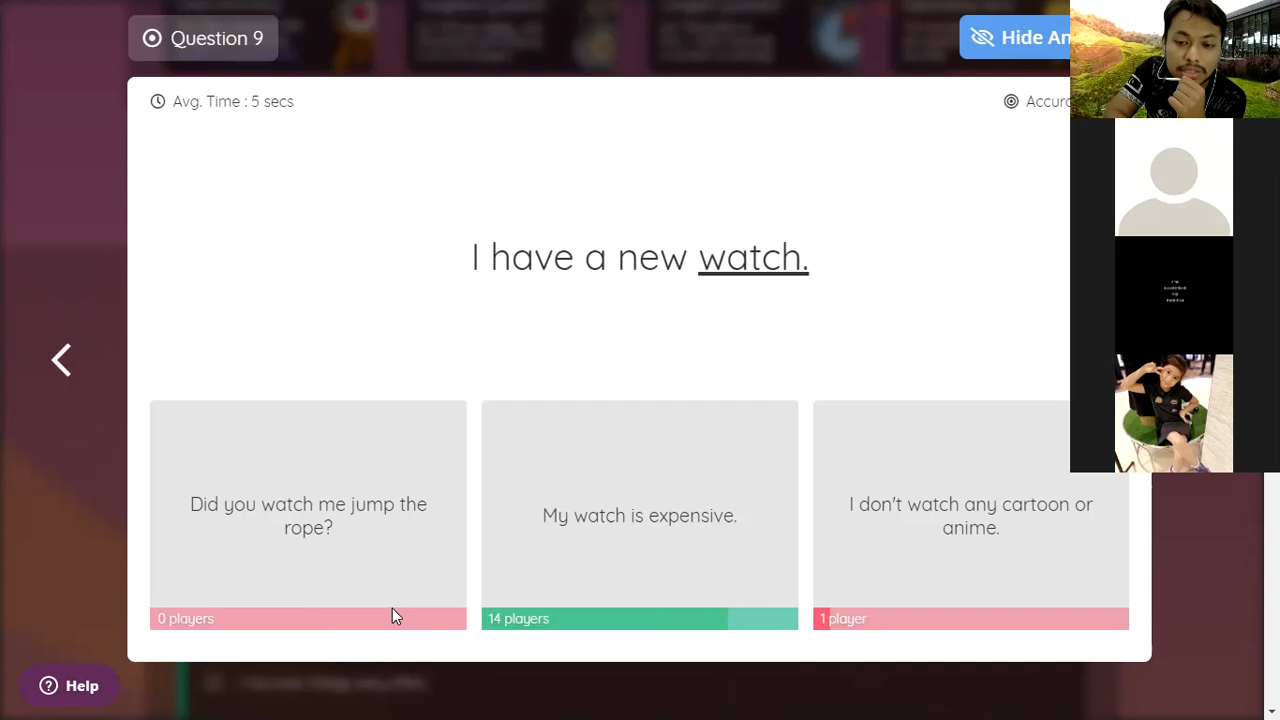 Question 9
Hide An
Avg. Time : 5 secs
Accura
I have a new watch.
Did you watch me jump the
rope?
My watch is expensive.
I don't watch any cartoon or
anime.
0 players
14 players
1 player
Help